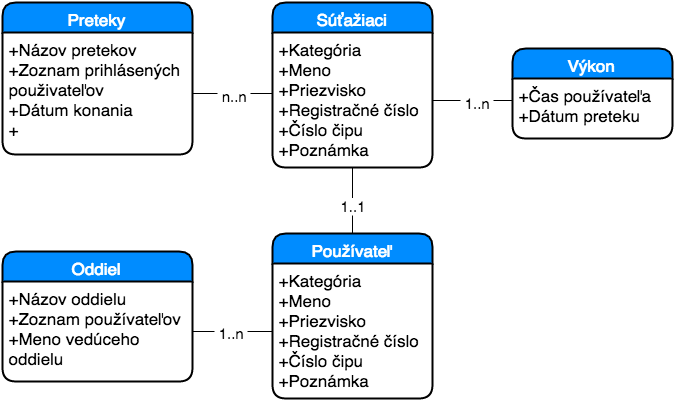 Preteky
+Názov pretekov
+Zoznam prihlásených
použivateľov
+Dátum konania
+
n..n
Súťažiaci
+Kategória
+Meno
+Priezvisko
+Registračné číslo
+Číslo čipu
+Poznámka
1..n
Výkon
+Čas používateľa
+Dátum preteku
1..1
Oddiel
+Názov oddielu
+Zoznam používateľov
+Meno vedúceho
oddielu
1..n
Používateľ
+Kategória
+Meno
+Priezvisko
+Registračné číslo
+Číslo čipu
+Poznámka